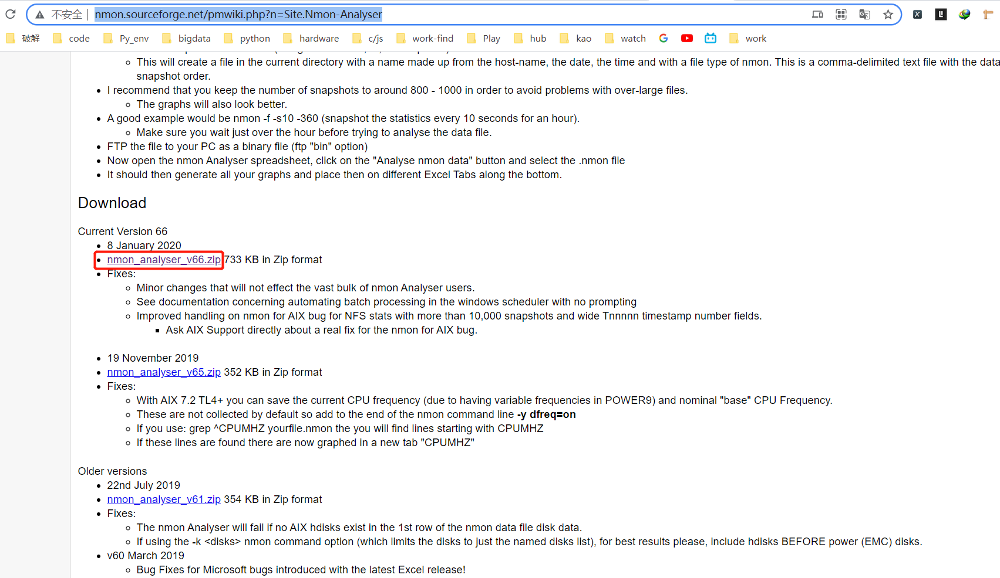 不安全 | nmon.sourceforge.net/pmwiki.php?n=Site.Nmon-Analyser
破解 code Py_env bigdata python hardware c/js work-find Play hub kao watch work
This will create a file in the current directory with a name made up from the host-name, the date, the time and with a file type of nmon. This is a comma-delimited text file with the data
snapshot order.
I recommend that you keep the number of snapshots to around 800 - 1000 in order to avoid problems with over-large files.
The graphs will also look better.
A good example would be nmon -f -s10 -360 (snapshot the statistics every 10 seconds for an hour).
Make sure you wait just over the hour before trying to analyse the data file.
FTP the file to your PC as a binary file (ftp "bin" option)
Now open the nmon Analyser spreadsheet, click on the "Analyse nmon data" button and select the .nmon file
It should then generate all your graphs and place then on different Excel Tabs along the bottom.
Download
Current Version 66
8 January 2020
nmon_analyser_v66.zip 733 KB in Zip format
Fixes:
Minor changes that will not effect the vast bulk of nmon Analyser users.
See documentation concerning automating batch processing in the windows scheduler with no prompting
Improved handling on nmon for AIX bug for NFS stats with more than 10,000 snapshots and wide Tnnnnn timestamp number fields.
Ask AIX Support directly about a real fix for the nmon for AIX bug.
19 November 2019
nmon_analyser_v65.zip 352 KB in Zip format
Fixes:
With AIX 7.2 TL4+ you can save the current CPU frequency (due to having variable frequencies in POWER9) and nominal "base" CPU Frequency.
These are not collected by default so add to the end of the nmon command line -y dfreq=on
If you use: grep ^CPUMHZ yourfile.nmon the you will find lines starting with CPUMHZ
If these lines are found there are now graphed in a new tab "CPUMHZ"
Older versions
22nd July 2019
nmon_analyser_v61.zip 354 KB in Zip format
Fixes:
The nmon Analyser will fail if no AIX hdisks exist in the 1st row of the nmon data file disk data.
If using the -k <disks> nmon command option (which limits the disks to just the named disks list), for best results please, include hdisks BEFORE power (EMC) disks.
v60 March 2019
Bug Fixes for Microsoft bugs introduced with the latest Excel release!